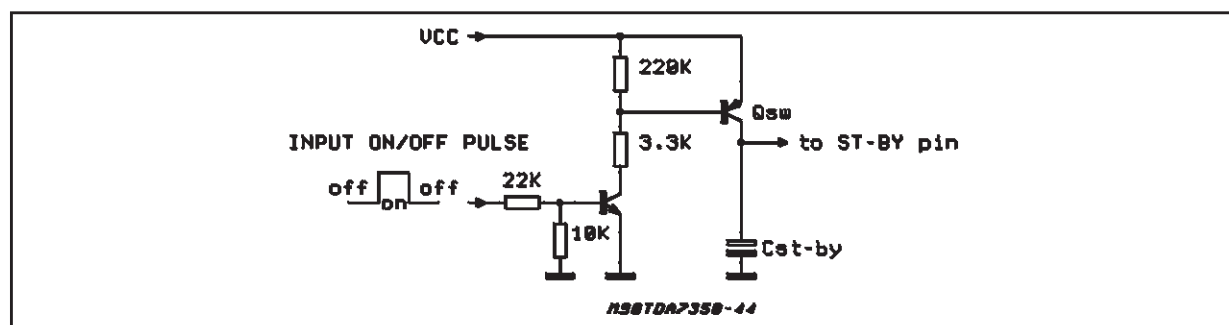 VCC
220K
Qsw
INPUT ON/OFF PULSE
3.3K
to ST-BY pin
off on off
22K
10K
Cst-by
M90TDA7350-44